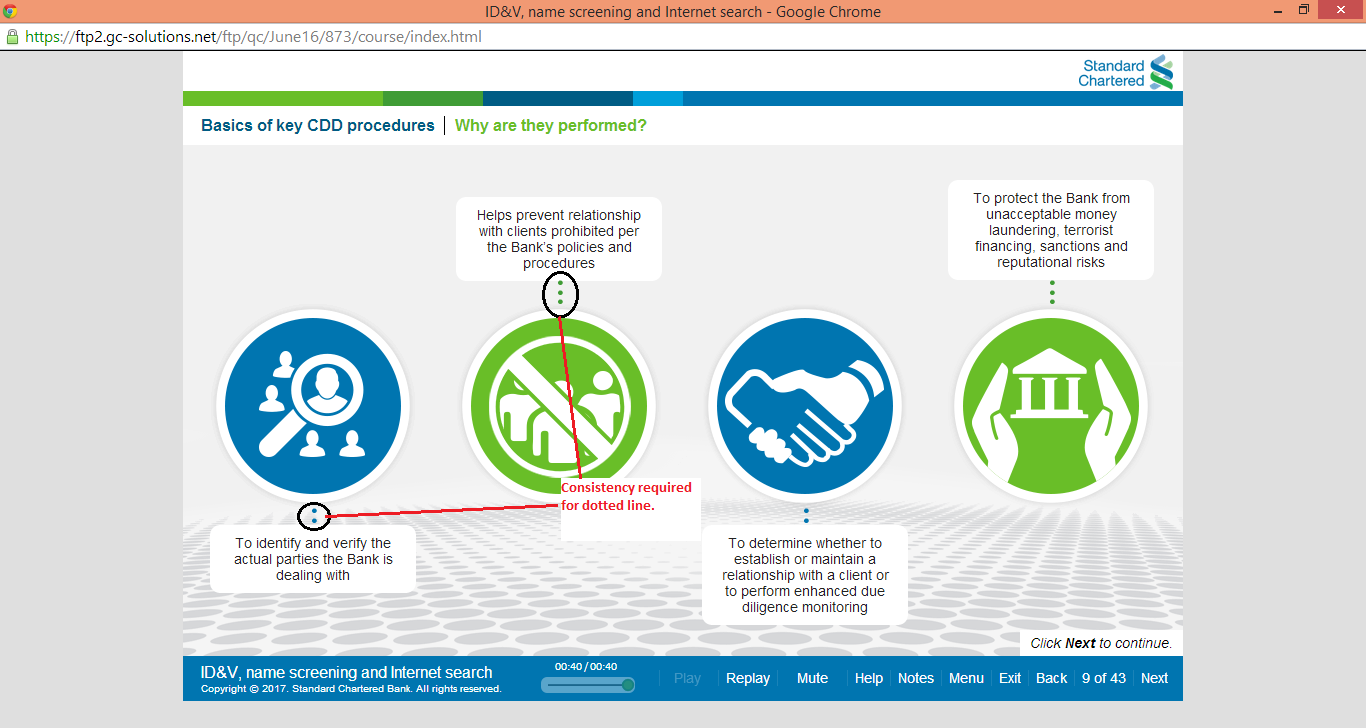 ID&V, name screening and Internet search - Google Chrome
https://ftp2.gc-solutions.net/ftp/qc/June16/873/course/index.html
Standard
Chartered
Basics of key CDD procedures | Why are they performed?
Helps prevent relationship
with clients prohibited per
the Bank's policies and
procedures
To protect the Bank from
unacceptable money
laundering, terrorist
financing, sanctions and
reputational risks
Consistency required
for dotted line.
To identify and verify the
actual parties the Bank is
dealing with
To determine whether to
establish or maintain a
relationship with a client or
to perform enhanced due
diligence monitoring
Click Next to continue.
ID&V, name screening and Internet search
Copyright © 2017. Standard Chartered Bank. All rights reserved.
00:40 / 00:40
Play Replay Mute Help Notes Menu Exit Back 9 of 43 Next